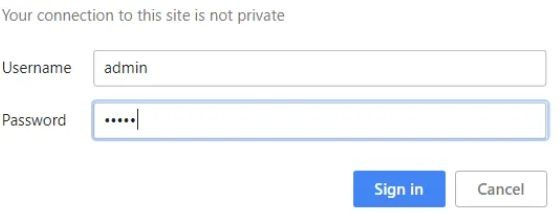 Your connection to this site is not private
Username admin
Password •••••
Sign in Cancel